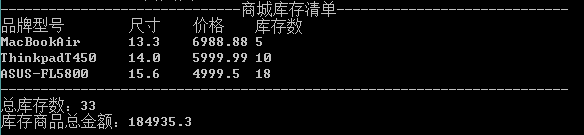 ------------------------------商城库存清单------------------------------
品牌型号 尺寸 价格 库存数
MacBookAir 13.3 6988.88 5
ThinkpadT450 14.0 5999.99 10
ASUS-FL5800 15.6 4999.5 18
------------------------------------------------------------------------
总库存数：33
库存商品总金额：184935.3